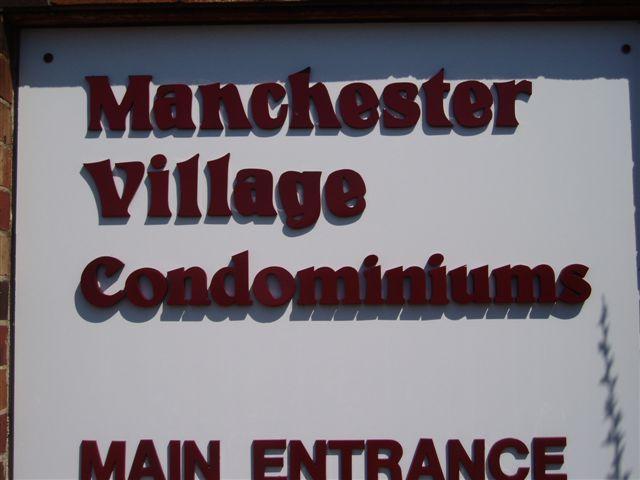 Manchester
Village
Condominiums
MAIN ENTRANCE